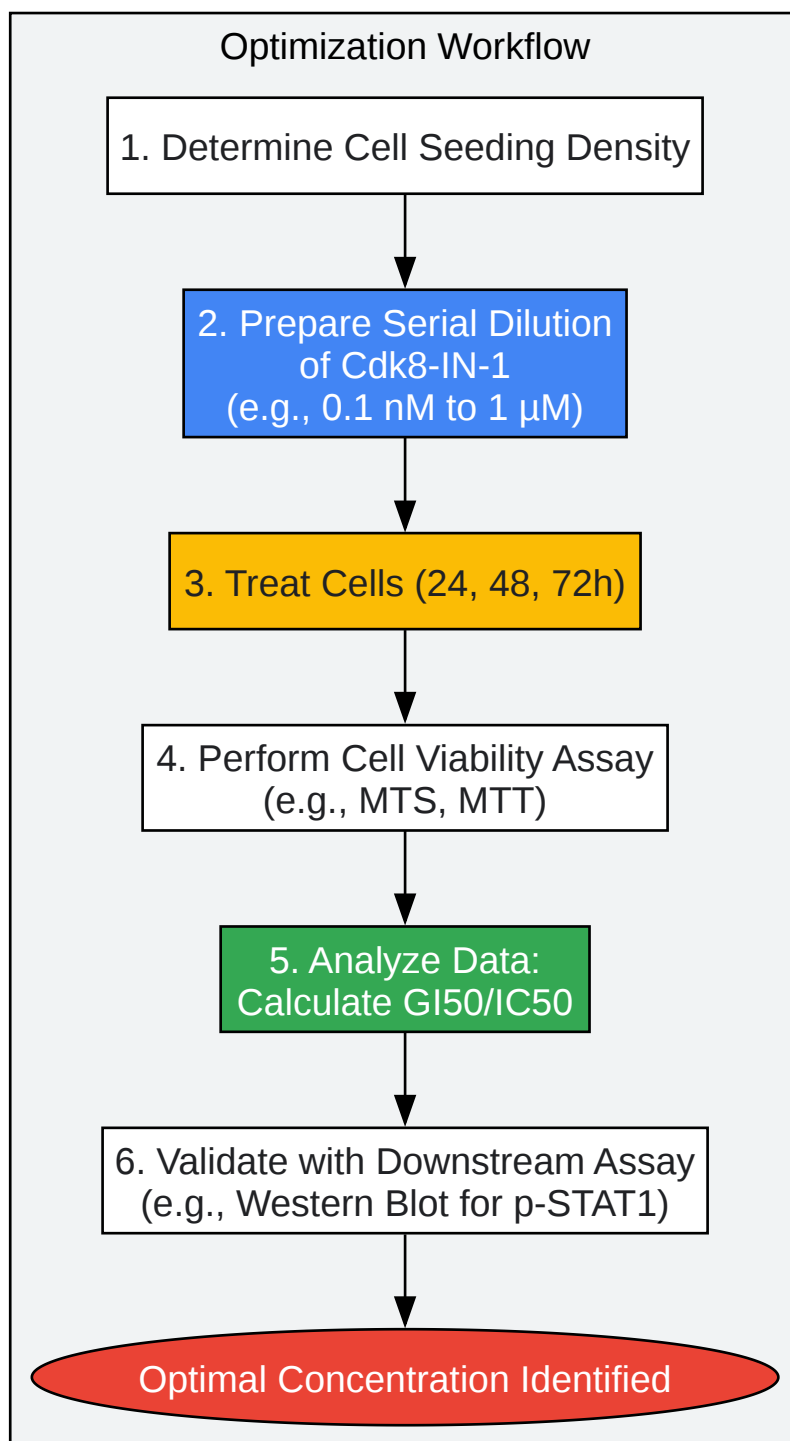 Optimization Workflow
1. Determine Cell Seeding Density
2. Prepare Serial Dilution
of Cdk8-IN-1
(e.g., 0.1 nM to 1 µM)
3. Treat Cells (24, 48, 72h)
4. Perform Cell Viability Assay
(e.g., MTS, MTT)
5. Analyze Data:
Calculate GI50/IC50
6. Validate with Downstream Assay
(e.g., Western Blot for p-STAT1)
Optimal Concentration Identified